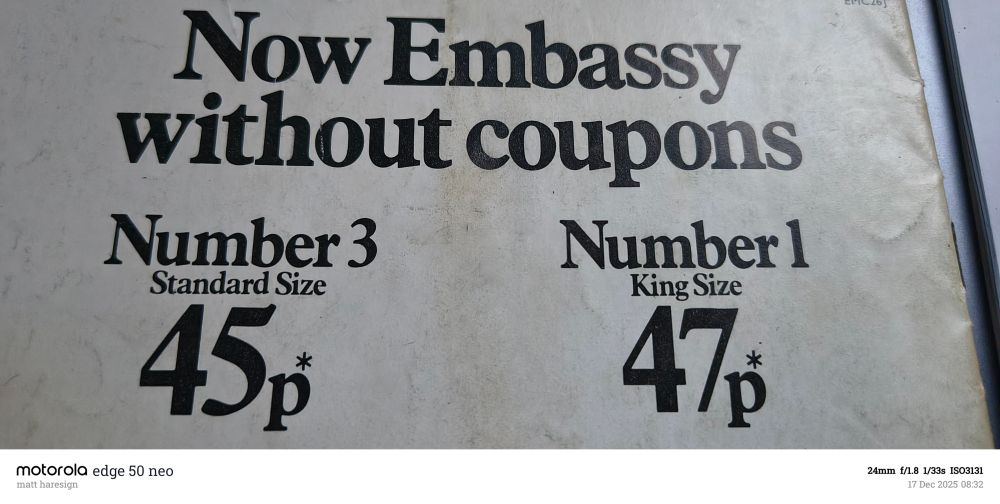 Now Embassy
without coupons
Number 3
Standard Size
45p*
Number 1
King Size
47p*
motorola edge 50 neo
matt haresign
24mm f/1.8 1/33s ISO3131
17 Dec 2025 08:32